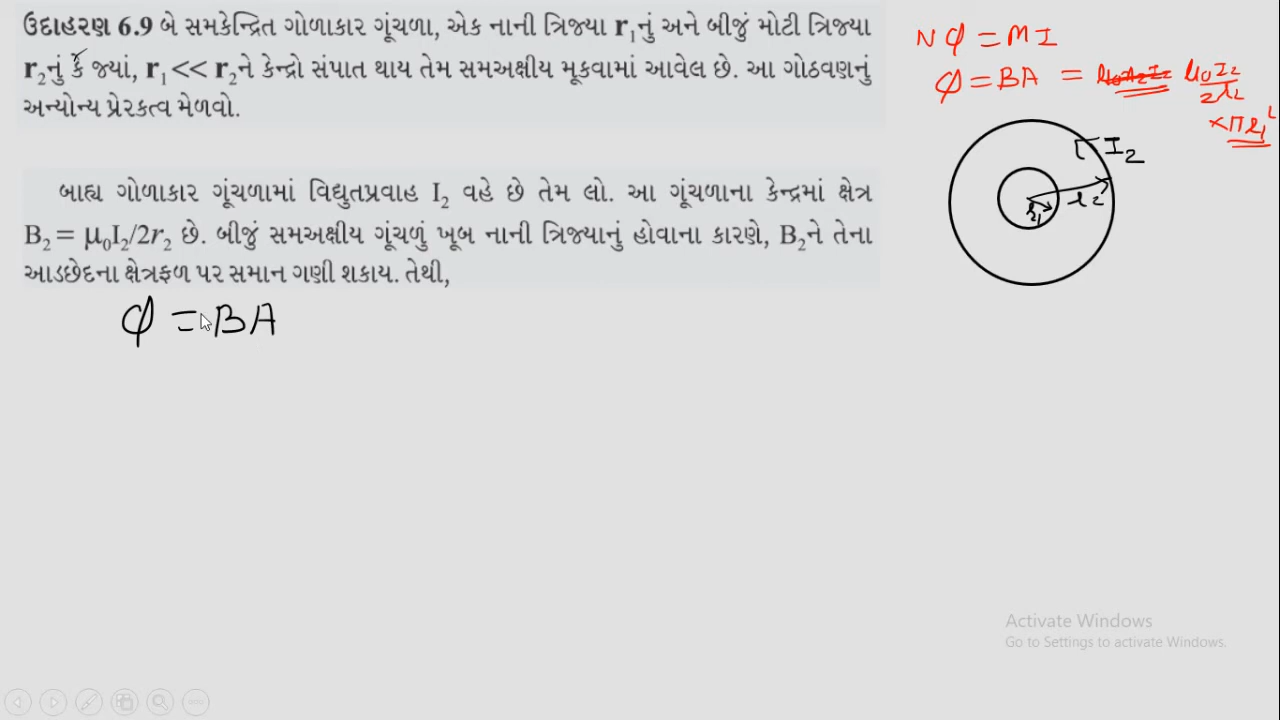 ઉદાહરણ 6.9 બે સમકેન્દ્રિત ગોળાકાર ગૂંચળા, એક નાની ત્રિજ્યા r₁નું અને બીજું મોટી ત્રિજ્યા
r₂નું કે જ્યાં, r₁<< r₂ને કેન્દ્રો સંપાત થાય તેમ સમઅક્ષીય મૂકવામાં આવેલ છે. આ ગોઠવણનું
અન્યોન્ય પ્રેરકત્વ મેળવો.
બાહ્ય ગોળાકાર ગૂંચળામાં વિદ્યુતપ્રવાહ I₂ વહે છે તેમ લો. આ ગૂંચળાના કેન્દ્રમાં ક્ષેત્ર
B₂= μ₀I₂/2r₂ છે. બીજું સમઅક્ષીય ગૂંચળું ખૂબ નાની ત્રિજ્યાનું હોવાના કારણે, B₂ને તેના
આડછેદના ક્ષેત્રફળ પર સમાન ગણી શકાય. તેથી,
φ = BA
Nφ = MI
φ = BA = μ₀I₂
2r₂
×πr₁²
I₂
r₂
r₁
Activate Windows
Go to Settings to activate Windows.